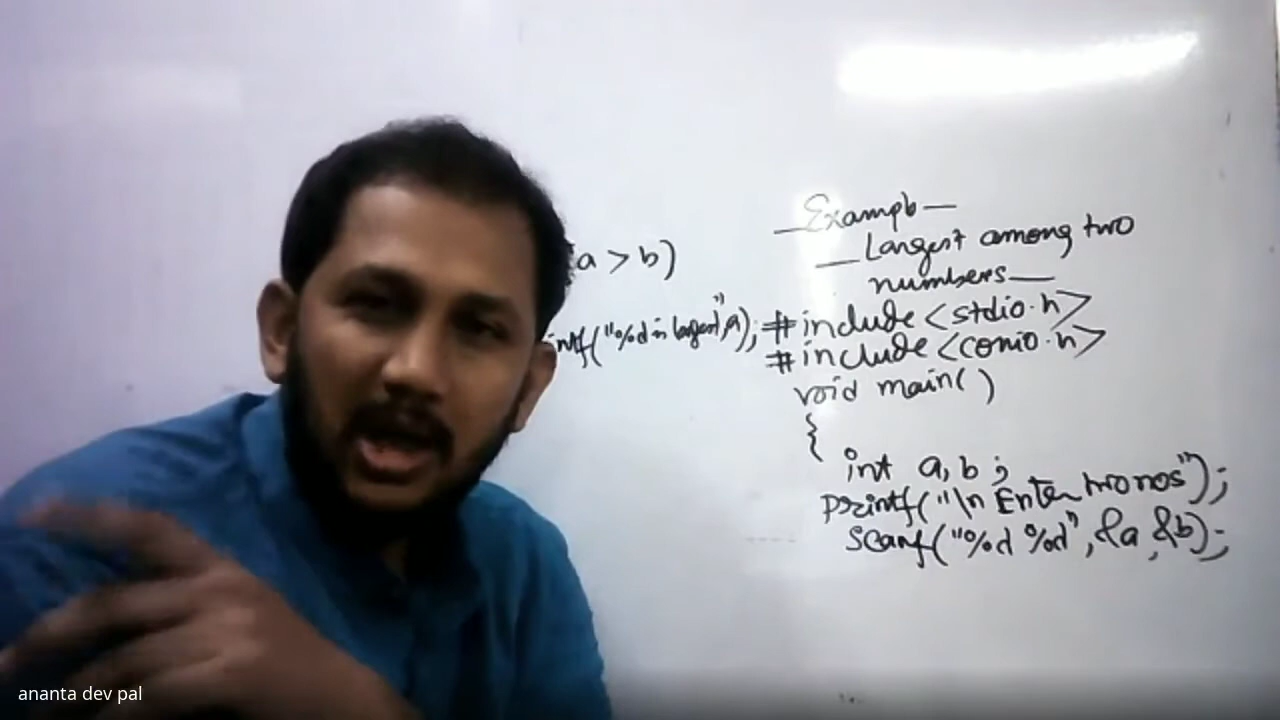 — Example —
— Largest among two
numbers —
#include <stdio.h>
#include <conio.h>
void main( )
{
int a, b ;
printf("\n Enter two nos");
scanf("%d %d", &a, &b);
(a > b)
intf("%d is largest", a);
ananta dev pal